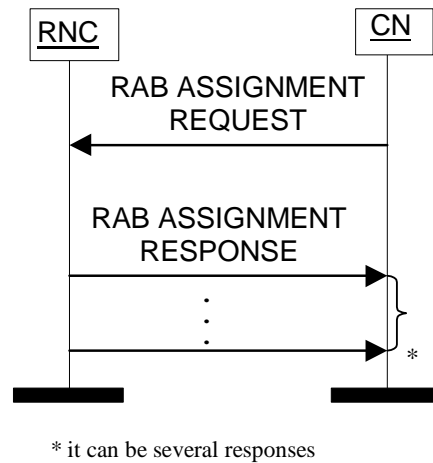 RNC
CN
RAB ASSIGNMENT
REQUEST
RAB ASSIGNMENT
RESPONSE
*
* it can be several responses